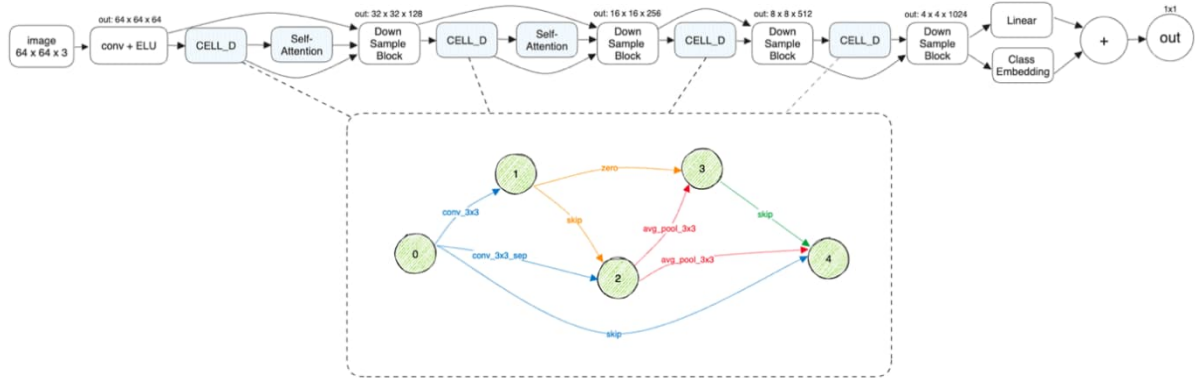 image
64 x 64 x 3
out: 64 x 64 x 64
conv + ELU
CELL_D
Self-
Attention
out: 32 x 32 x 128
Down
Sample
Block
CELL_D
Self-
Attention
out: 16 x 16 x 256
Down
Sample
Block
CELL_D
out: 8 x 8 x 512
Down
Sample
Block
CELL_D
out: 4 x 4 x 1024
Down
Sample
Block
Linear
Class
Embedding
+
1x1
out
0
1
2
3
4
conv_3x3
conv_3x3_sep
skip
zero
skip
avg_pool_3x3
avg_pool_3x3
skip